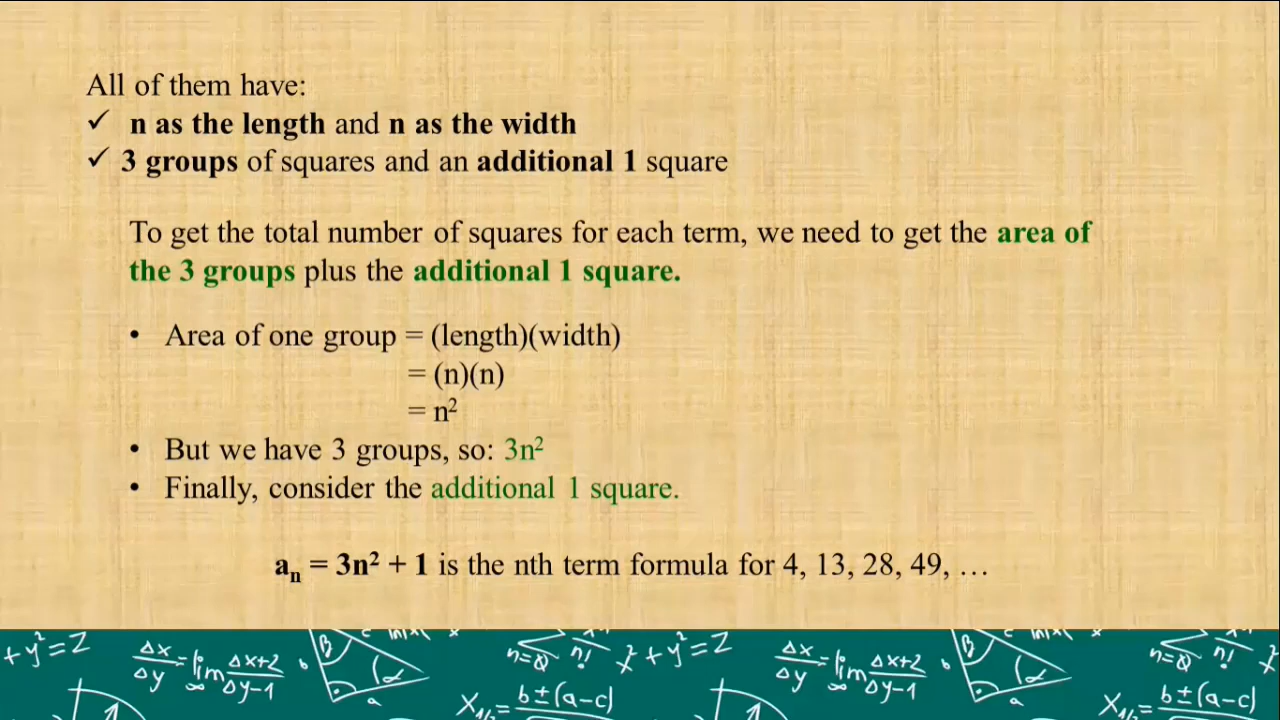 All of them have:
✓ n as the length and n as the width
✓ 3 groups of squares and an additional 1 square
To get the total number of squares for each term, we need to get the area of
the 3 groups plus the additional 1 square.
• Area of one group = (length)(width)
= (n)(n)
= n²
• But we have 3 groups, so: 3n²
• Finally, consider the additional 1 square.
aₙ = 3n² + 1 is the nth term formula for 4, 13, 28, 49, …